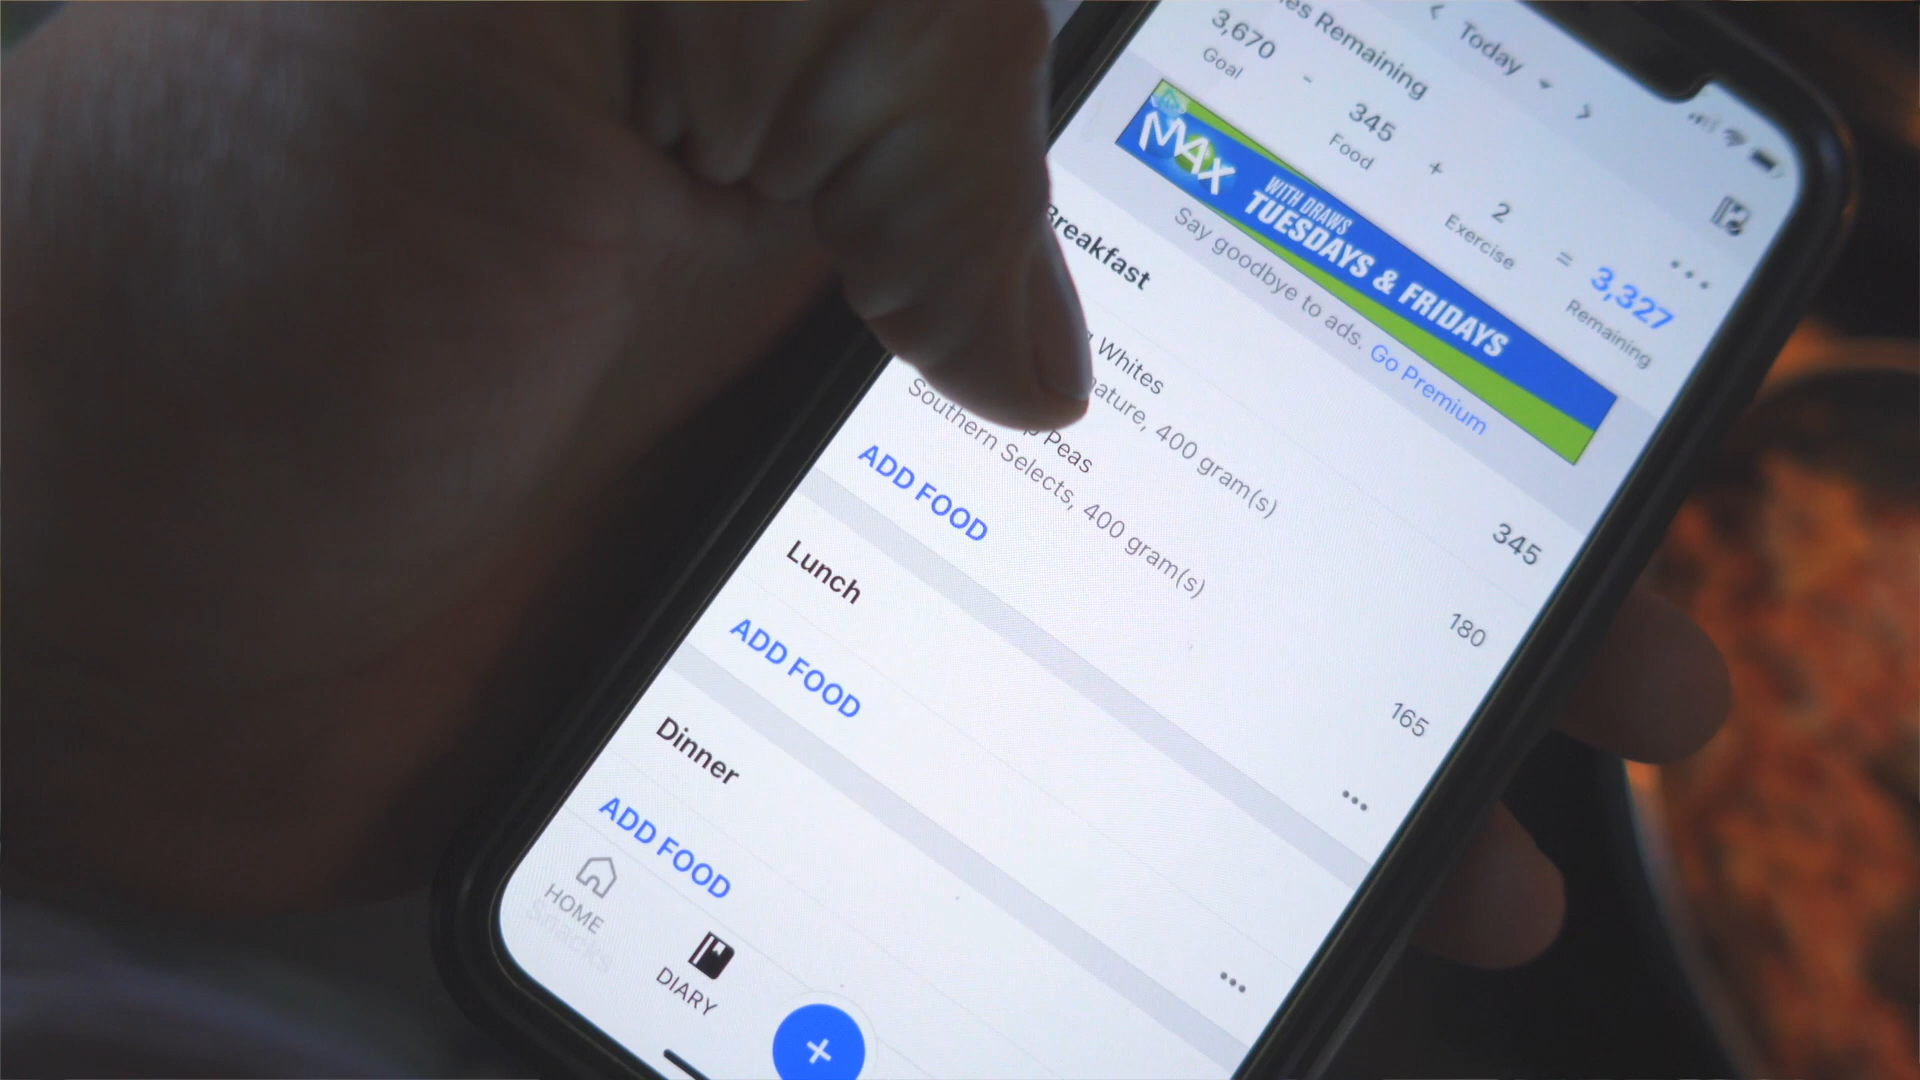 Today
Remaining
3,670 - 345 + 2 = 3,327
Goal Food Exercise Remaining
MAX
WITH DRAWS
TUESDAYS & FRIDAYS
Say goodbye to ads. Go Premium
Breakfast 345
Whites 180
400 gram(s)
Peas 165
Southern Selects, 400 gram(s)
ADD FOOD
Lunch
ADD FOOD
Dinner
ADD FOOD
Snacks
HOME
DIARY
+